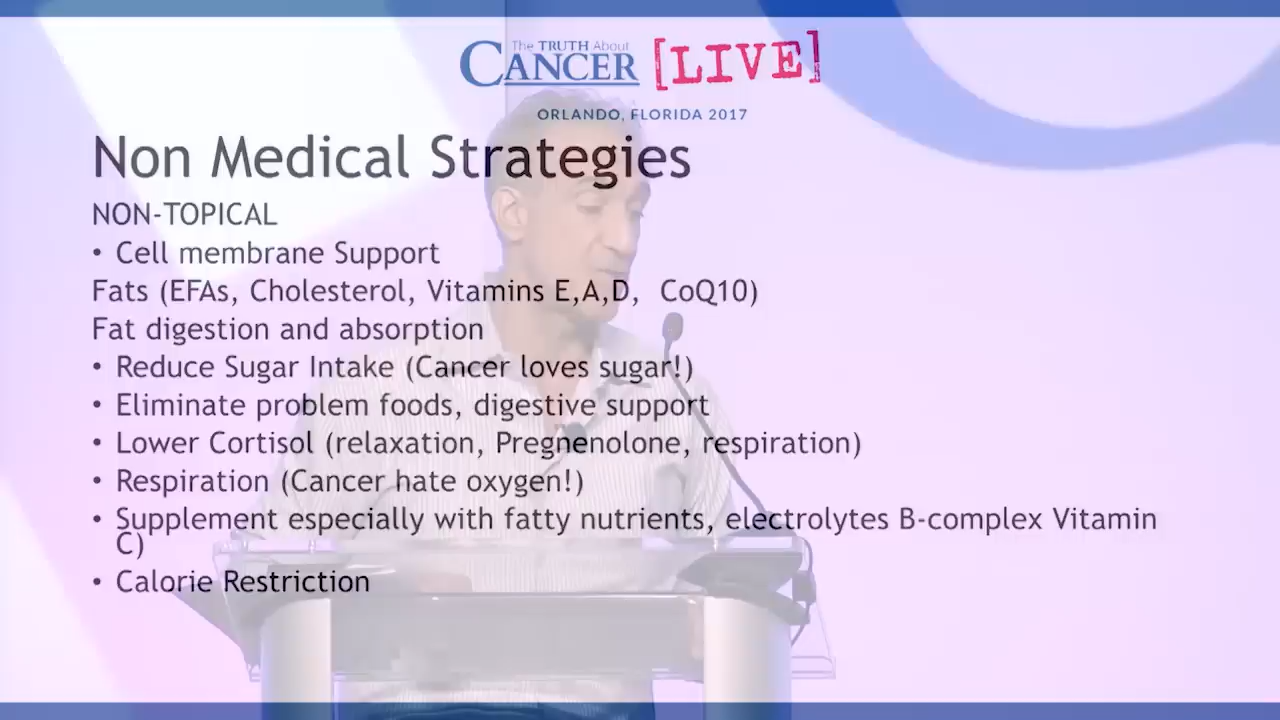 The TRUTH About
CANCER [LIVE]
ORLANDO, FLORIDA 2017
Non Medical Strategies
NON-TOPICAL
• Cell membrane Support
Fats (EFAs, Cholesterol, Vitamins E,A,D, CoQ10)
Fat digestion and absorption
• Reduce Sugar Intake (Cancer loves sugar!)
• Eliminate problem foods, digestive support
• Lower Cortisol (relaxation, Pregnenolone, respiration)
• Respiration (Cancer hate oxygen!)
• Supplement especially with fatty nutrients, electrolytes B-complex Vitamin
C)
• Calorie Restriction